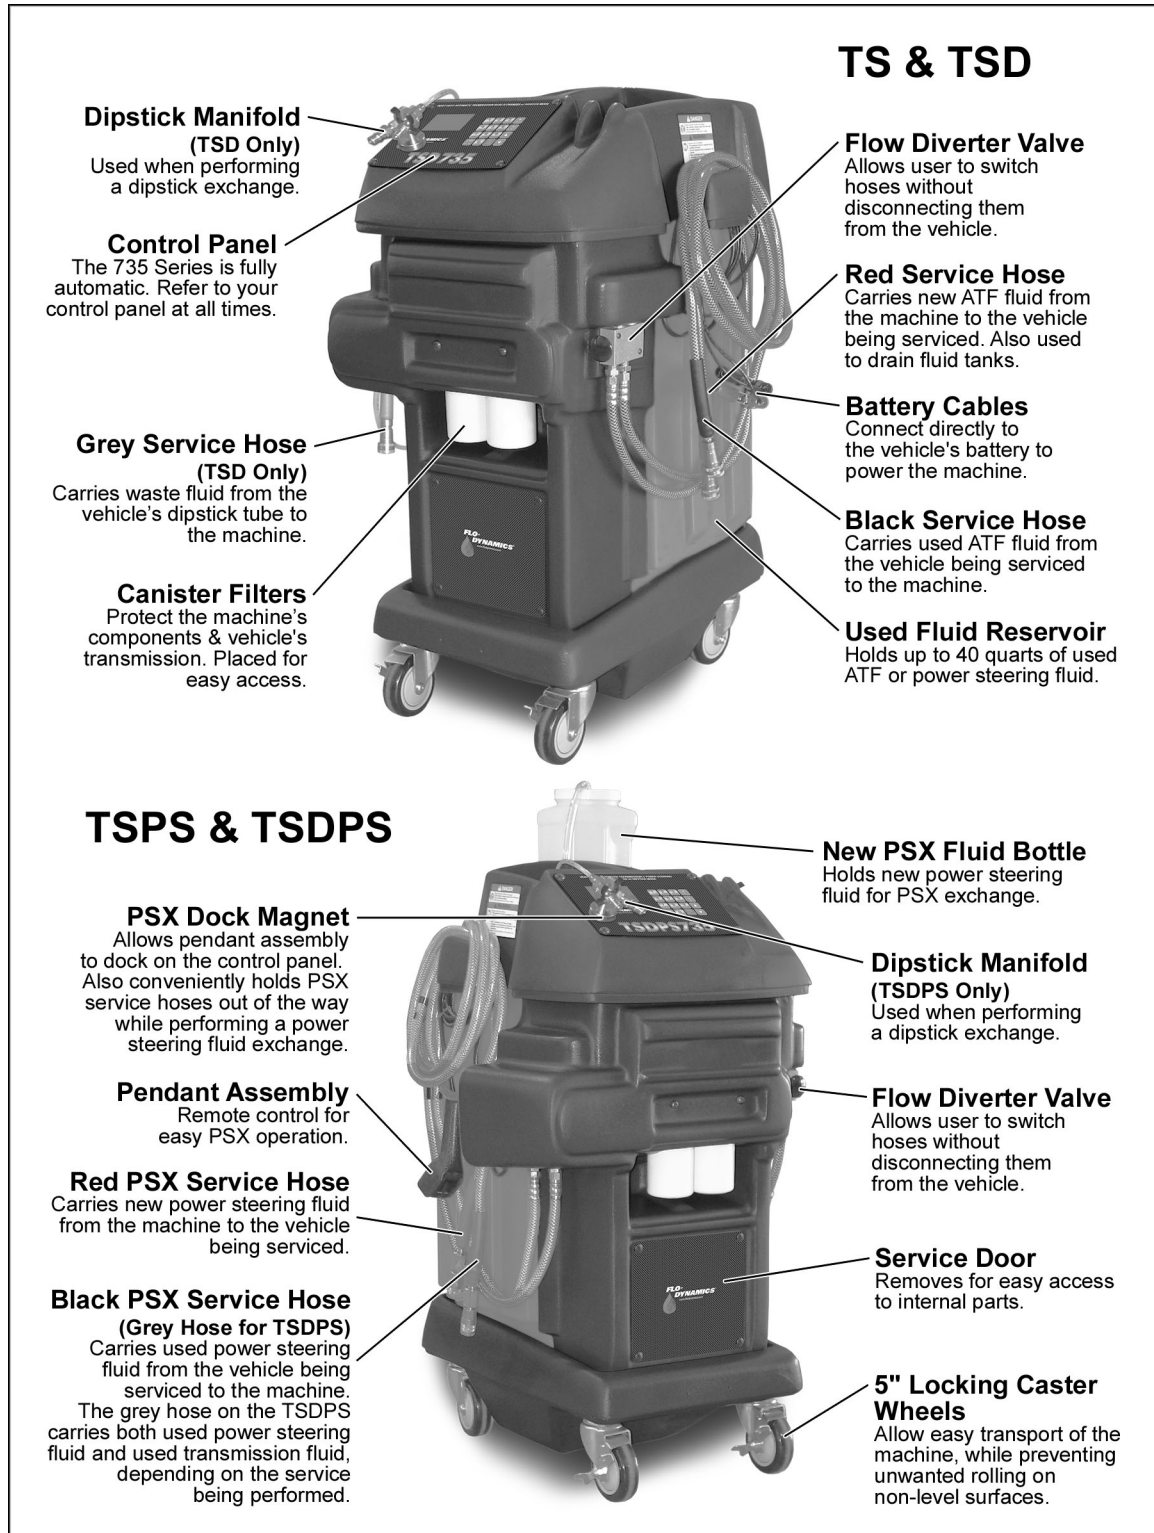 TS & TSD
Dipstick Manifold
(TSD Only)
Used when performing
a dipstick exchange.
Control Panel
The 735 Series is fully
automatic. Refer to your
control panel at all times.
Grey Service Hose
(TSD Only)
Carries waste fluid from the
vehicle’s dipstick tube to
the machine.
Canister Filters
Protect the machine’s
components & vehicle's
transmission. Placed for
easy access.
TSD735
DANGER
FLO-
DYNAMICS
Flow Diverter Valve
Allows user to switch
hoses without
disconnecting them
from the vehicle.
Red Service Hose
Carries new ATF fluid from
the machine to the vehicle
being serviced. Also used
to drain fluid tanks.
Battery Cables
Connect directly to
the vehicle's battery to
power the machine.
Black Service Hose
Carries used ATF fluid from
the vehicle being serviced
to the machine.
Used Fluid Reservoir
Holds up to 40 quarts of used
ATF or power steering fluid.
TSPS & TSDPS
PSX Dock Magnet
Allows pendant assembly
to dock on the control panel.
Also conveniently holds PSX
service hoses out of the way
while performing a power
steering fluid exchange.
Pendant Assembly
Remote control for
easy PSX operation.
Red PSX Service Hose
Carries new power steering fluid
from the machine to the vehicle
being serviced.
Black PSX Service Hose
(Grey Hose for TSDPS)
Carries used power steering
fluid from the vehicle being
serviced to the machine.
The grey hose on the TSDPS
carries both used power steering
fluid and used transmission fluid,
depending on the service
being performed.
DANGER
TSDPS735
FLO-
DYNAMICS
New PSX Fluid Bottle
Holds new power steering
fluid for PSX exchange.
Dipstick Manifold
(TSDPS Only)
Used when performing
a dipstick exchange.
Flow Diverter Valve
Allows user to switch
hoses without
disconnecting them
from the vehicle.
Service Door
Removes for easy access
to internal parts.
5" Locking Caster
Wheels
Allow easy transport of the
machine, while preventing
unwanted rolling on
non-level surfaces.